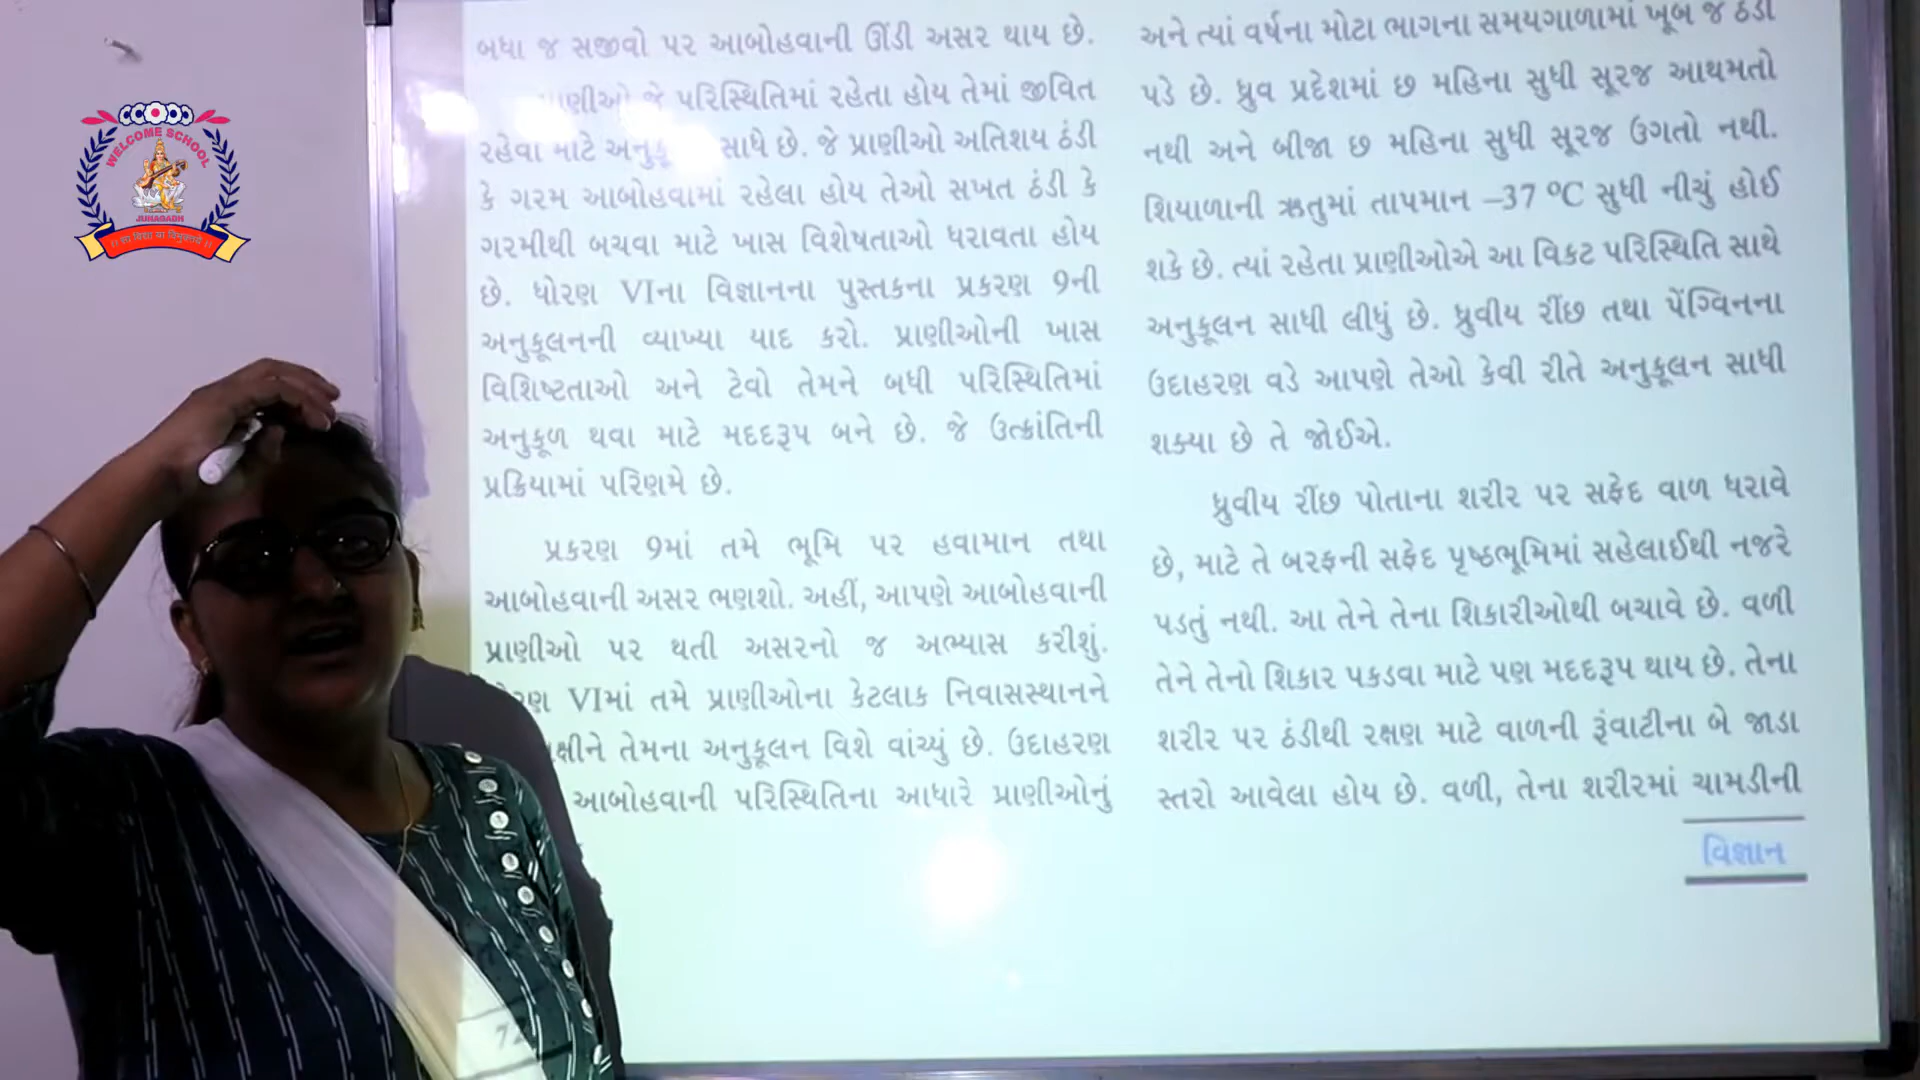 WELCOME SCHOOL
JUNAGADH
બધા જ સજીવો પર આબોહવાની ઊંડી અસર થાય છે.
જે પરિસ્થિતિમાં રહેતા હોય તેમાં જીવિત
રહેવા માટે સાધે છે. જે પ્રાણીઓ અતિશય ઠંડી
કે ગરમ આબોહવામાં રહેલા હોય તેઓ સખત ઠંડી કે
ગરમીથી બચવા માટે ખાસ વિશેષતાઓ ધરાવતા હોય
છે. ધોરણ VIના વિજ્ઞાનના પુસ્તકના પ્રકરણ 9ની
અનુકૂલનની વ્યાખ્યા યાદ કરો. પ્રાણીઓની ખાસ
વિશિષ્ટતાઓ અને ટેવો તેમને બધી પરિસ્થિતિમાં
અનુકૂળ થવા માટે મદદરૂપ બને છે. જે ઉત્ક્રાંતિની
પ્રક્રિયામાં પરિણમે છે.
પ્રકરણ 9માં તમે ભૂમિ પર હવામાન તથા
આબોહવાની અસર ભણશો. અહીં, આપણે આબોહવાની
પ્રાણીઓ પર થતી અસરનો જ અભ્યાસ કરીશું.
VIમાં તમે પ્રાણીઓના કેટલાક નિવાસસ્થાનને
તેમના અનુકૂલન વિશે વાંચ્યું છે. ઉદાહરણ
આબોહવાની પરિસ્થિતિના આધારે પ્રાણીઓનું
72
અને ત્યાં વર્ષના મોટા ભાગના સમયગાળામાં ખૂબ જ ઠંડી
પડે છે. ધ્રુવ પ્રદેશમાં છ મહિના સુધી સૂરજ આથમતો
નથી અને બીજા છ મહિના સુધી સૂરજ ઉગતો નથી.
શિયાળાની ઋતુમાં તાપમાન –37 °C સુધી નીચું હોઈ
શકે છે. ત્યાં રહેતા પ્રાણીઓએ આ વિકટ પરિસ્થિતિ સાથે
અનુકૂલન સાધી લીધું છે. ધ્રુવીય રીંછ તથા પેંગ્વિનના
ઉદાહરણ વડે આપણે તેઓ કેવી રીતે અનુકૂલન સાધી
શક્યા છે તે જોઈએ.
ધ્રુવીય રીંછ પોતાના શરીર પર સફેદ વાળ ધરાવે
છે, માટે તે બરફની સફેદ પૃષ્ઠભૂમિમાં સહેલાઈથી નજરે
પડતું નથી. આ તેને તેના શિકારીઓથી બચાવે છે. વળી
તેને તેનો શિકાર પકડવા માટે પણ મદદરૂપ થાય છે. તેના
શરીર પર ઠંડીથી રક્ષણ માટે વાળની રૂંવાટીના બે જાડા
સ્તરો આવેલા હોય છે. વળી, તેના શરીરમાં ચામડીની
વિજ્ઞાન